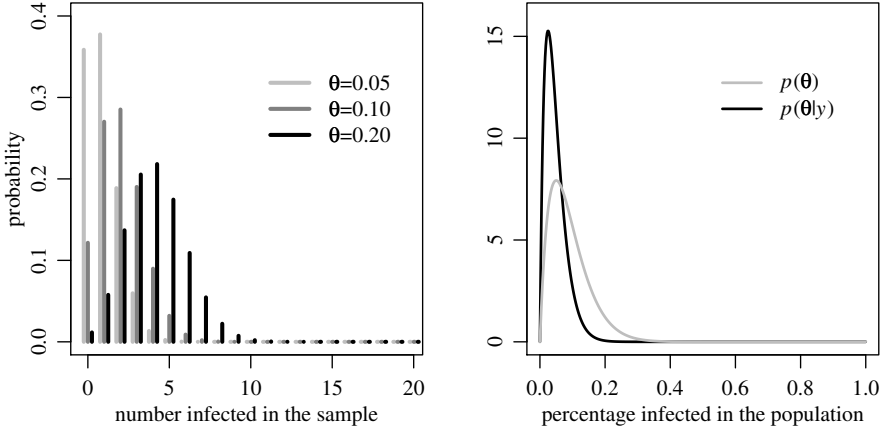 probability
0.0 0.1 0.2 0.3 0.4
θ=0.05
θ=0.10
θ=0.20
0 5 10 15 20
number infected in the sample
0 5 10 15
p(θ)
p(θ|y)
0.0 0.2 0.4 0.6 0.8 1.0
percentage infected in the population